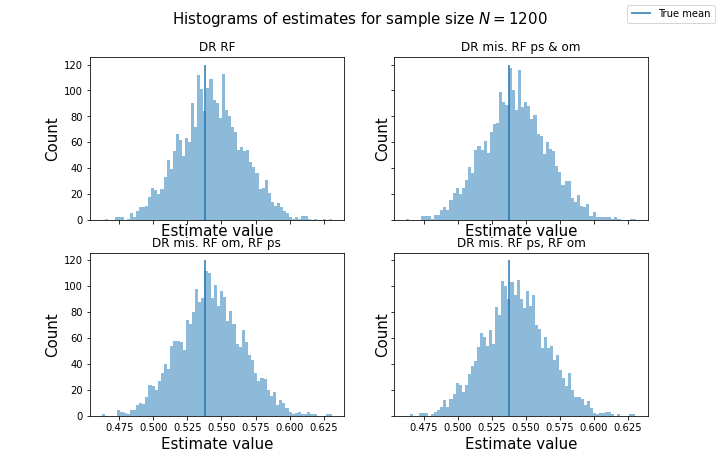 Histograms of estimates for sample size N = 1200
True mean
DR RF
DR mis. RF ps & om
120
100
80
60
40
20
0
Count
Count
Estimate value
Estimate value
DR mis. RF om, RF ps
DR mis. RF ps, RF om
120
100
80
60
40
20
0
Count
Count
0.475 0.500 0.525 0.550 0.575 0.600 0.625
0.475 0.500 0.525 0.550 0.575 0.600 0.625
Estimate value
Estimate value